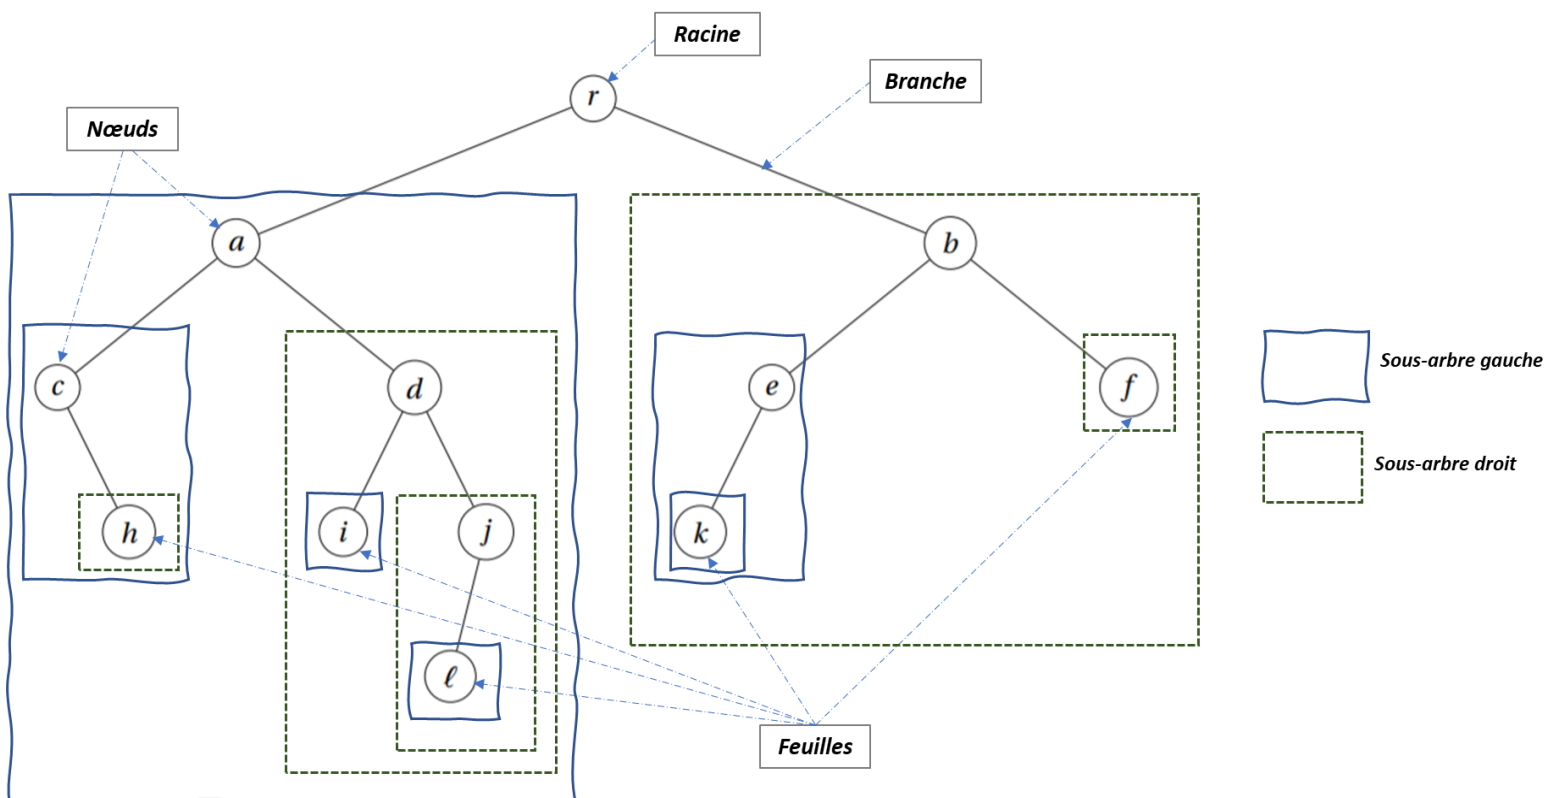 Racine
Branche
r
Nœuds
a
b
c
d
e
f
Sous-arbre gauche
Sous-arbre droit
h
i
j
k
ℓ
Feuilles